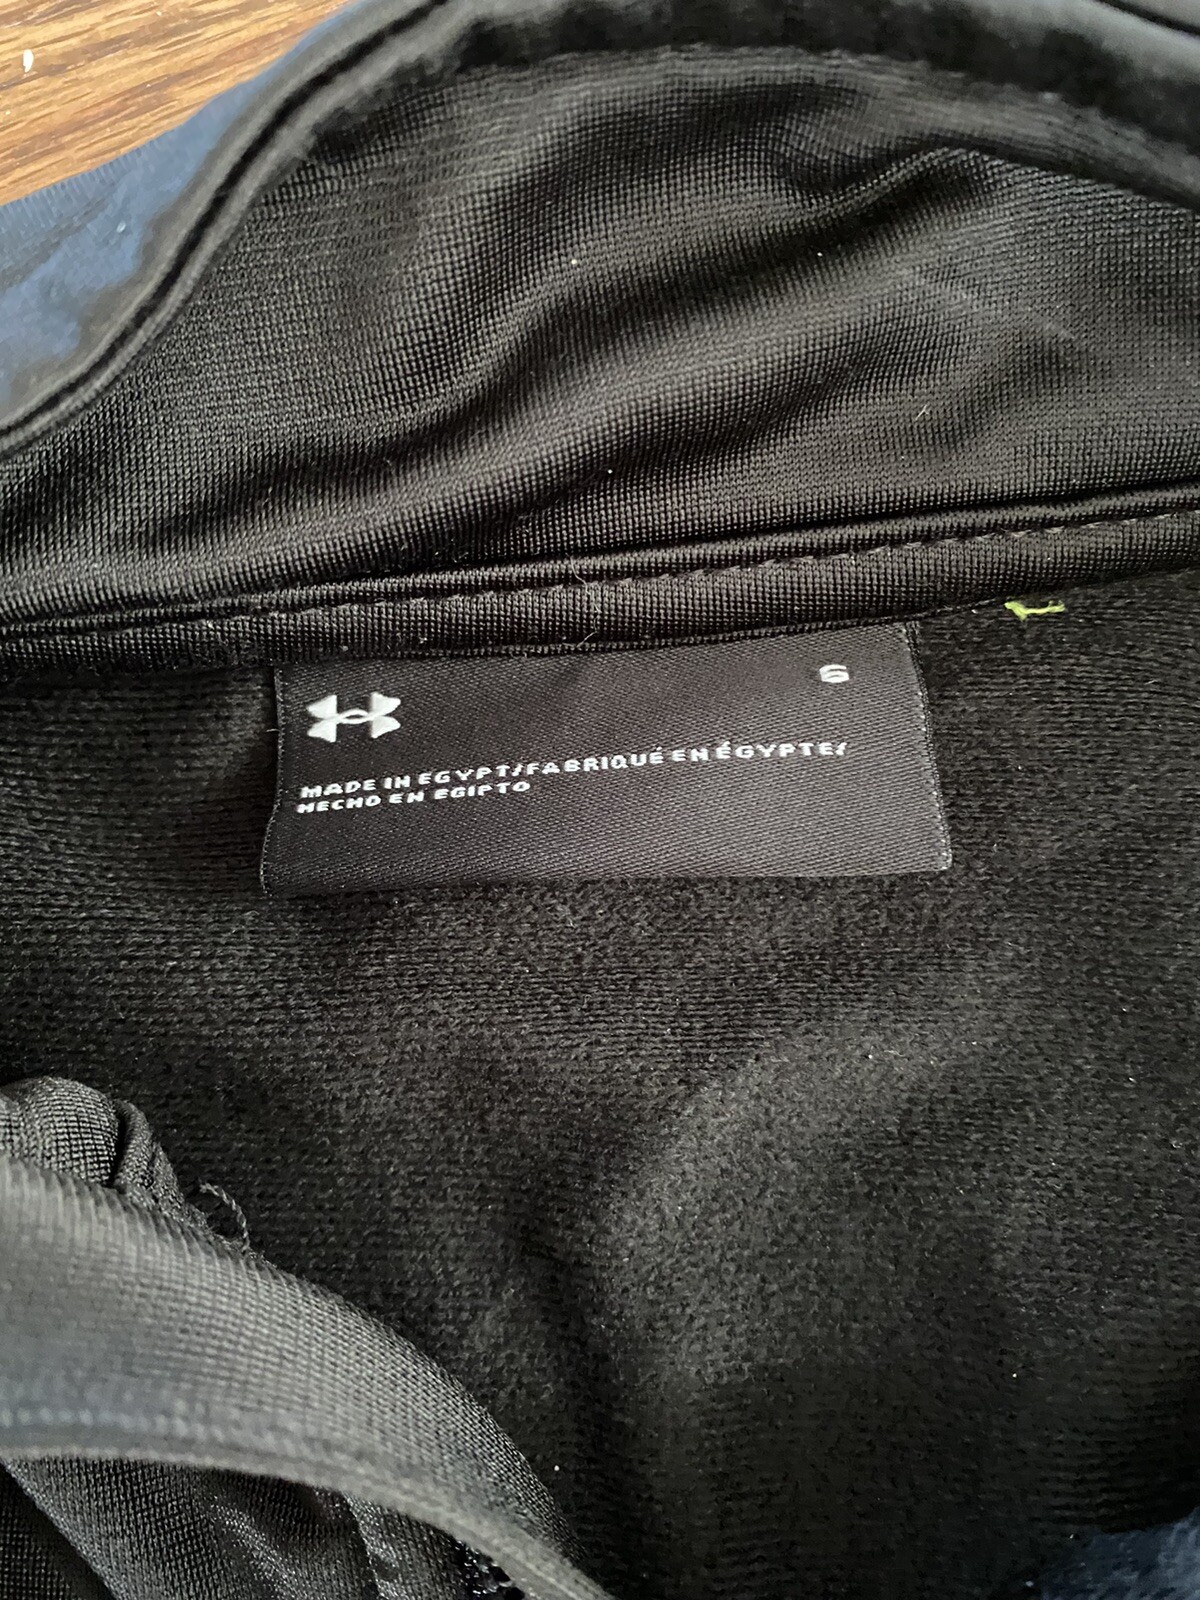 6
MADE IN EGYPT/FABRIQUÉ EN ÉGYPTE/
HECHO EN EGIPTO